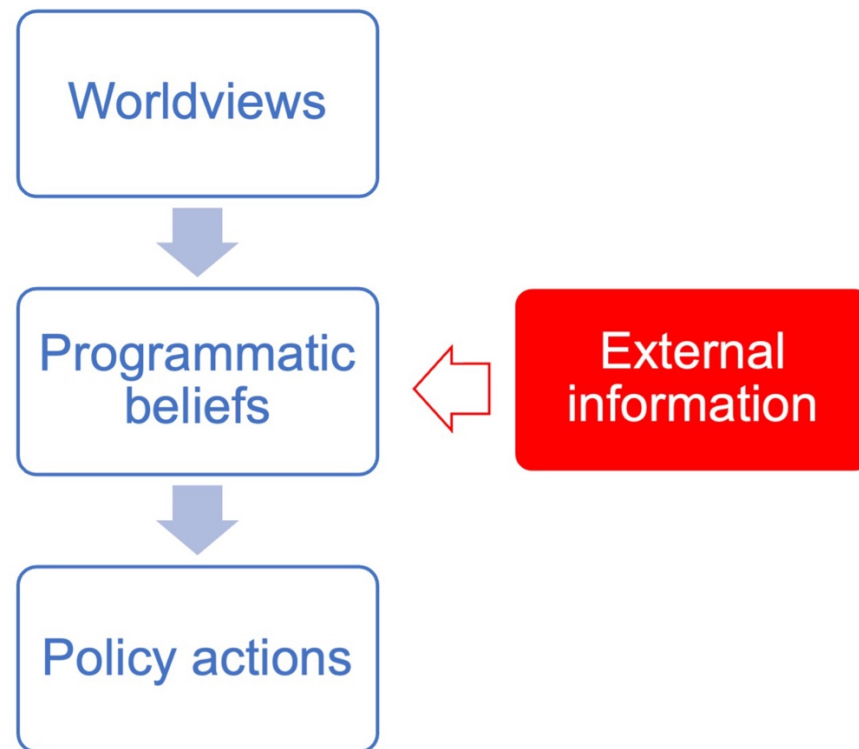 Worldviews
Programmatic
beliefs
External
information
Policy actions